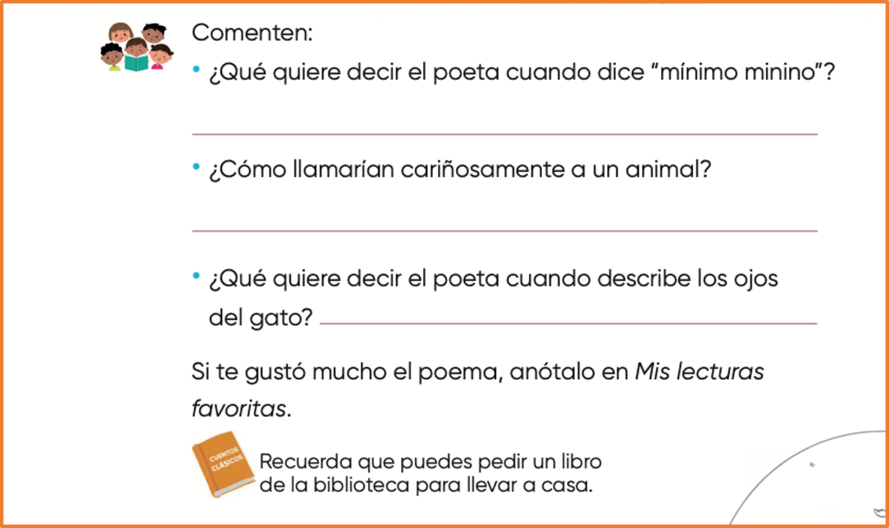 Comenten:
• ¿Qué quiere decir el poeta cuando dice “mínimo minino”?
• ¿Cómo llamarían cariñosamente a un animal?
• ¿Qué quiere decir el poeta cuando describe los ojos
del gato?
Si te gustó mucho el poema, anótalo en Mis lecturas
favoritas.
CUENTOS
CLÁSICOS
Recuerda que puedes pedir un libro
de la biblioteca para llevar a casa.